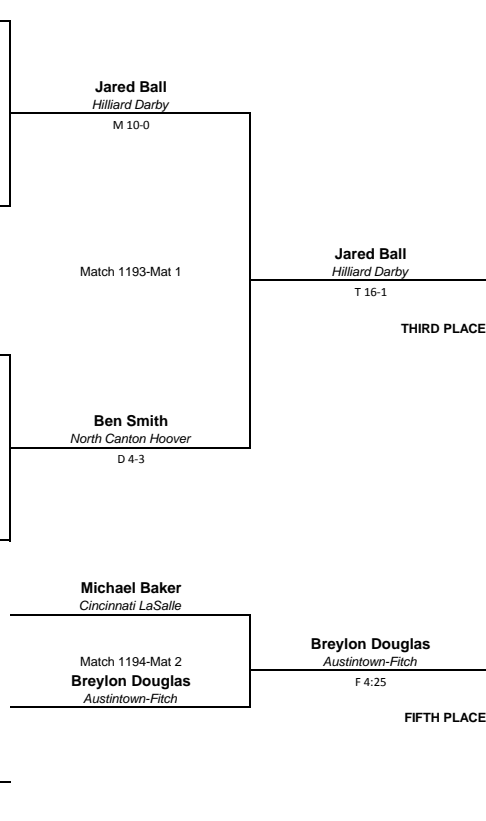 Jared Ball
Hilliard Darby
M 10-0
Match 1193-Mat 1
Jared Ball
Hilliard Darby
T 16-1
THIRD PLACE
Ben Smith
North Canton Hoover
D 4-3
Michael Baker
Cincinnati LaSalle
Match 1194-Mat 2
Breylon Douglas
Austintown-Fitch
Breylon Douglas
Austintown-Fitch
F 4:25
FIFTH PLACE